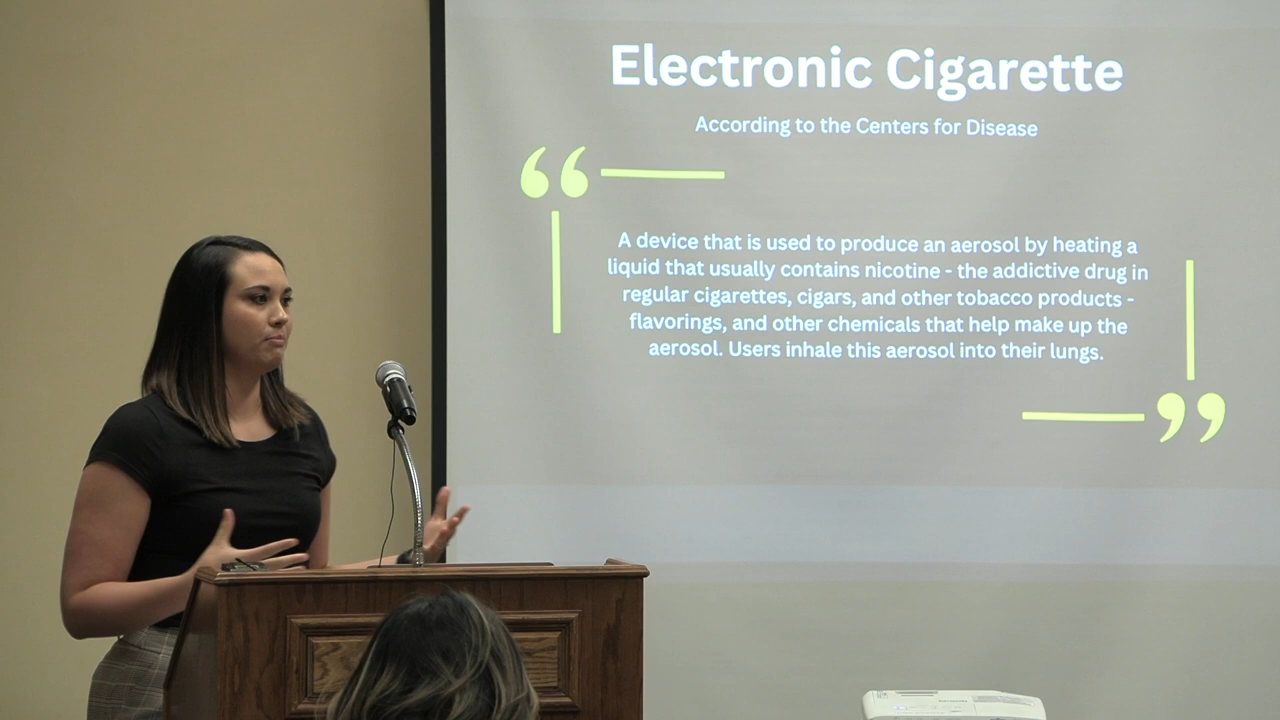 Electronic Cigarette
According to the Centers for Disease
“
A device that is used to produce an aerosol by heating a
liquid that usually contains nicotine - the addictive drug in
regular cigarettes, cigars, and other tobacco products -
flavorings, and other chemicals that help make up the
aerosol. Users inhale this aerosol into their lungs.
”